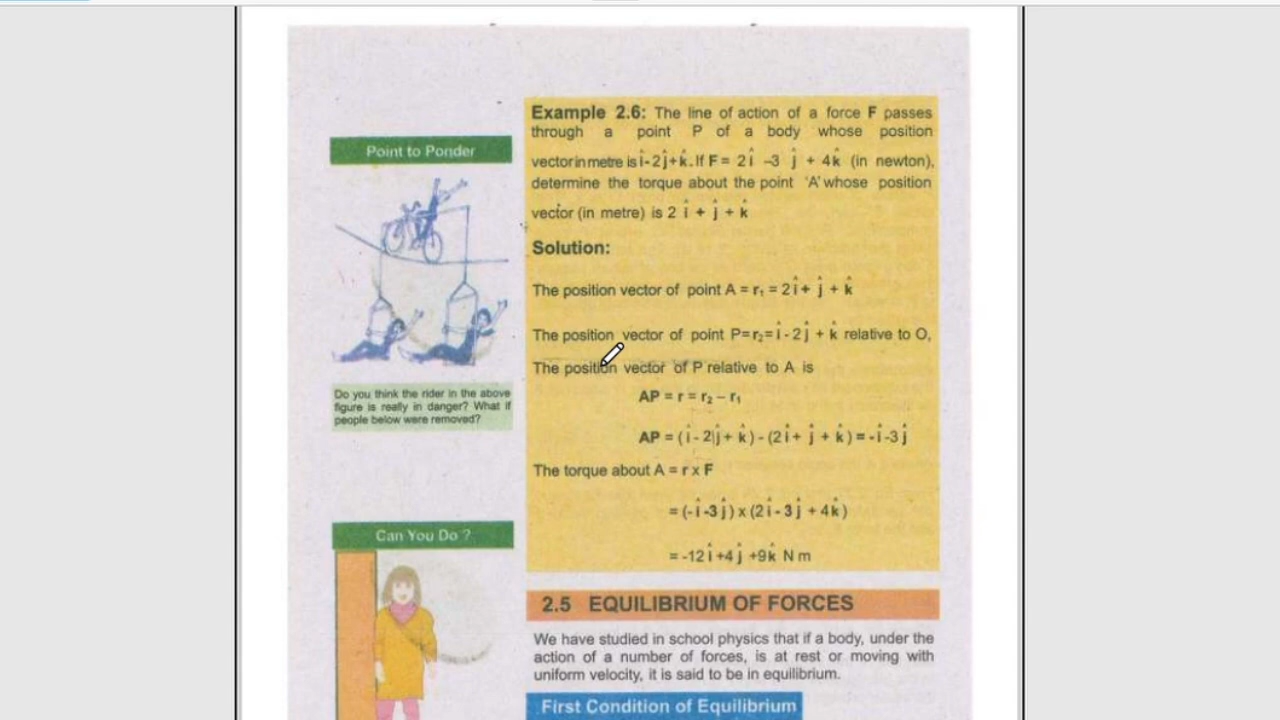 Point to Ponder
Do you think the rider in the above
figure is really in danger? What if
people below were removed?
Can You Do ?
Example 2.6: The line of action of a force F passes
through a point P of a body whose position
vector in metre is î - 2ĵ + k̂. If F = 2î -3 ĵ + 4k̂ (in newton),
determine the torque about the point 'A' whose position
vector (in metre) is 2 î + ĵ + k̂
Solution:
The position vector of point A = r₁ = 2î + ĵ + k̂
The position vector of point P=r₂= î - 2ĵ + k̂ relative to O,
The position vector of P relative to A is
AP = r = r₂ – r₁
AP = (î - 2ĵ + k̂) - (2î + ĵ + k̂) = -î -3ĵ
The torque about A = r x F
= (-î -3ĵ) x (2î - 3ĵ + 4k̂)
= -12î +4ĵ +9k̂ N m
2.5 EQUILIBRIUM OF FORCES
We have studied in school physics that if a body, under the
action of a number of forces, is at rest or moving with
uniform velocity, it is said to be in equilibrium.
First Condition of Equilibrium